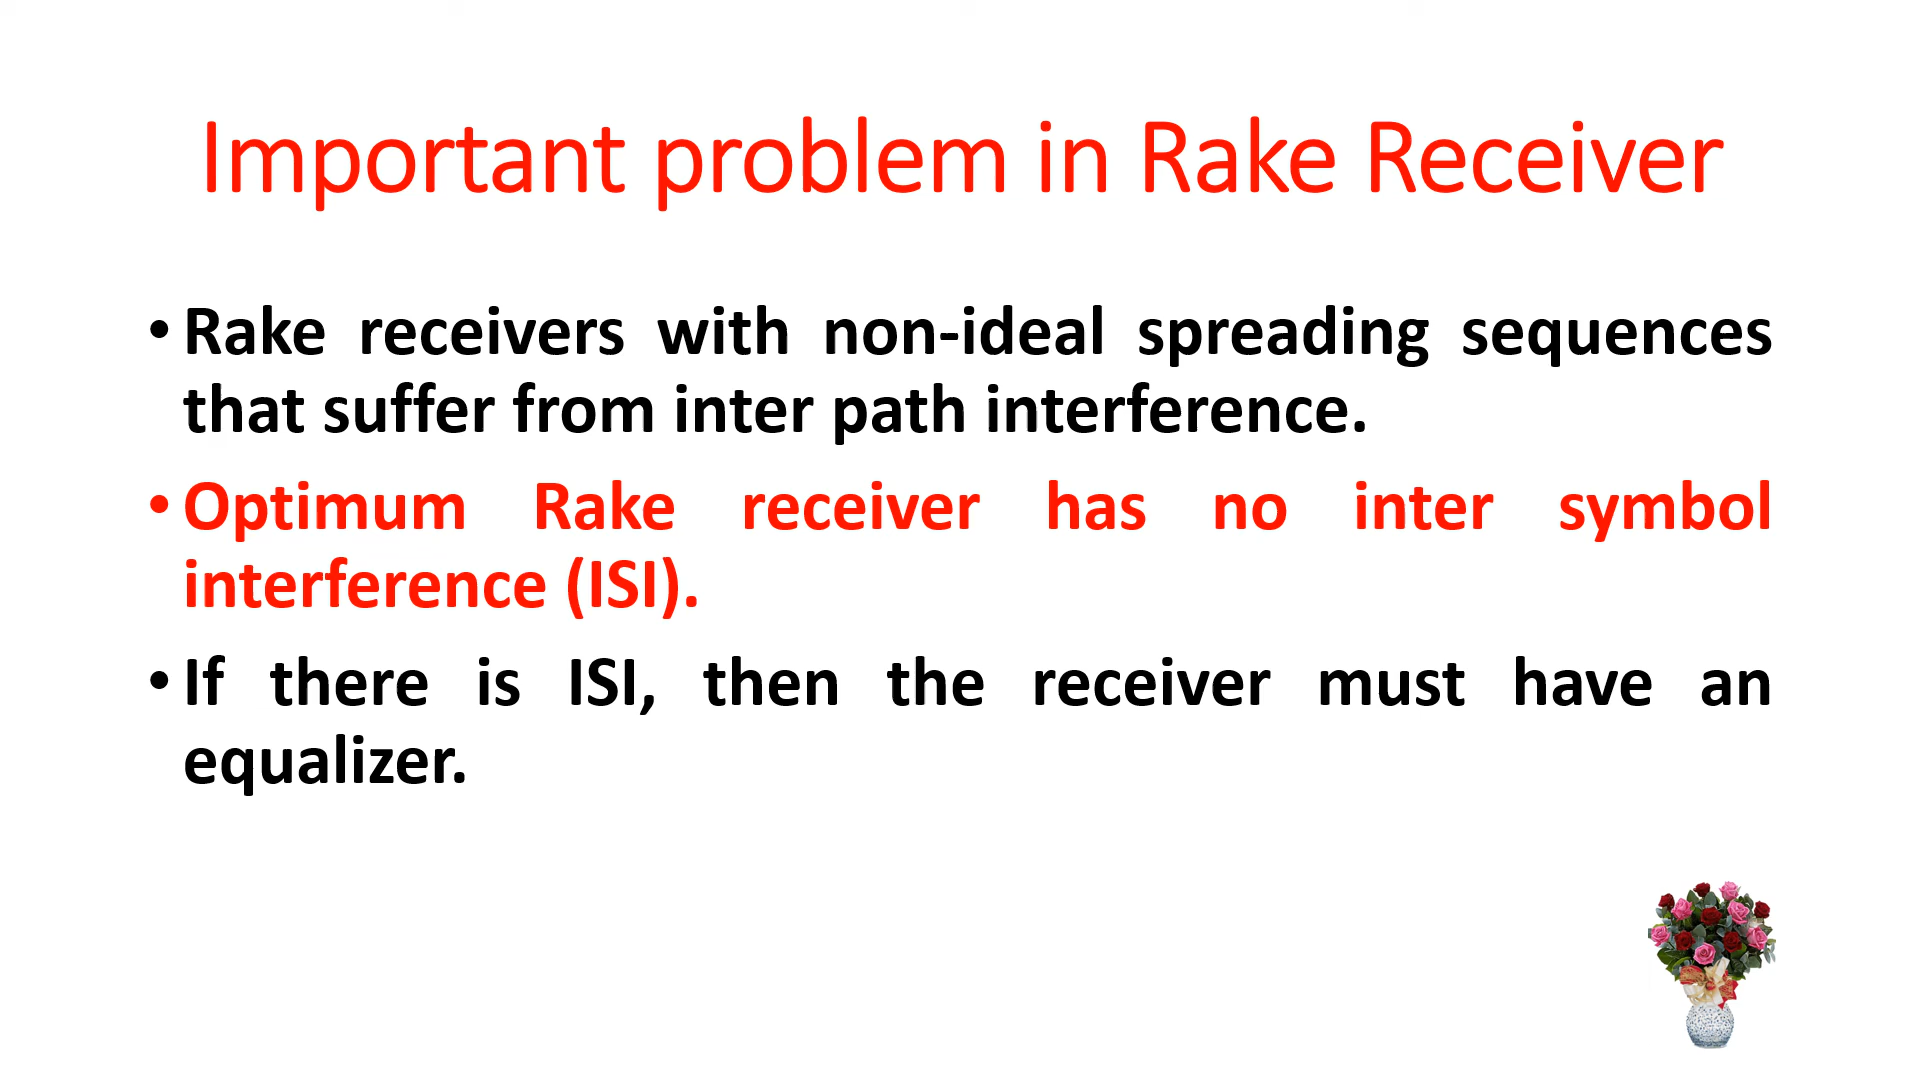 Important problem in Rake Receiver
• Rake receivers with non-ideal spreading sequences
that suffer from inter path interference.
• Optimum Rake receiver has no inter symbol
interference (ISI).
• If there is ISI, then the receiver must have an
equalizer.